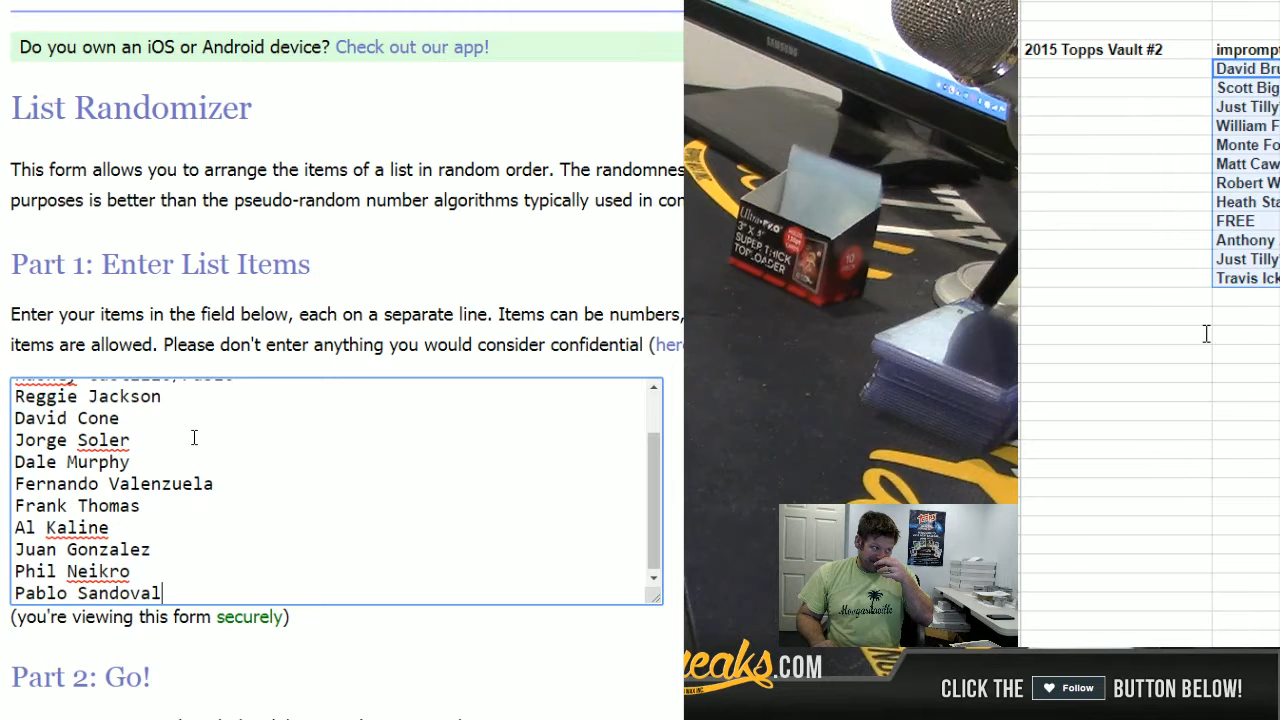 Do you own an iOS or Android device? Check out our app!
List Randomizer
This form allows you to arrange the items of a list in random order. The randomnes
purposes is better than the pseudo-random number algorithms typically used in con
Part 1: Enter List Items
Enter your items in the field below, each on a separate line. Items can be numbers,
items are allowed. Please don't enter anything you would consider confidential (here
Reggie Jackson
David Cone
Jorge Soler
Dale Murphy
Fernando Valenzuela
Frank Thomas
Al Kaline
Juan Gonzalez
Phil Neikro
Pablo Sandoval
(you're viewing this form securely)
Part 2: Go!
SAMSUNG
Ultra PRO
3" X 4"
SUPER THICK
TOPLOADER
10
Topps
reaks.COM
CLICK THE Follow BUTTON BELOW!
2015 Topps Vault #2
impromp
David Bru
Scott Big
Just Tilly'
William F
Monte Fo
Matt Caw
Robert W
Heath Sta
FREE
Anthony
Just Tilly'
Travis Ick